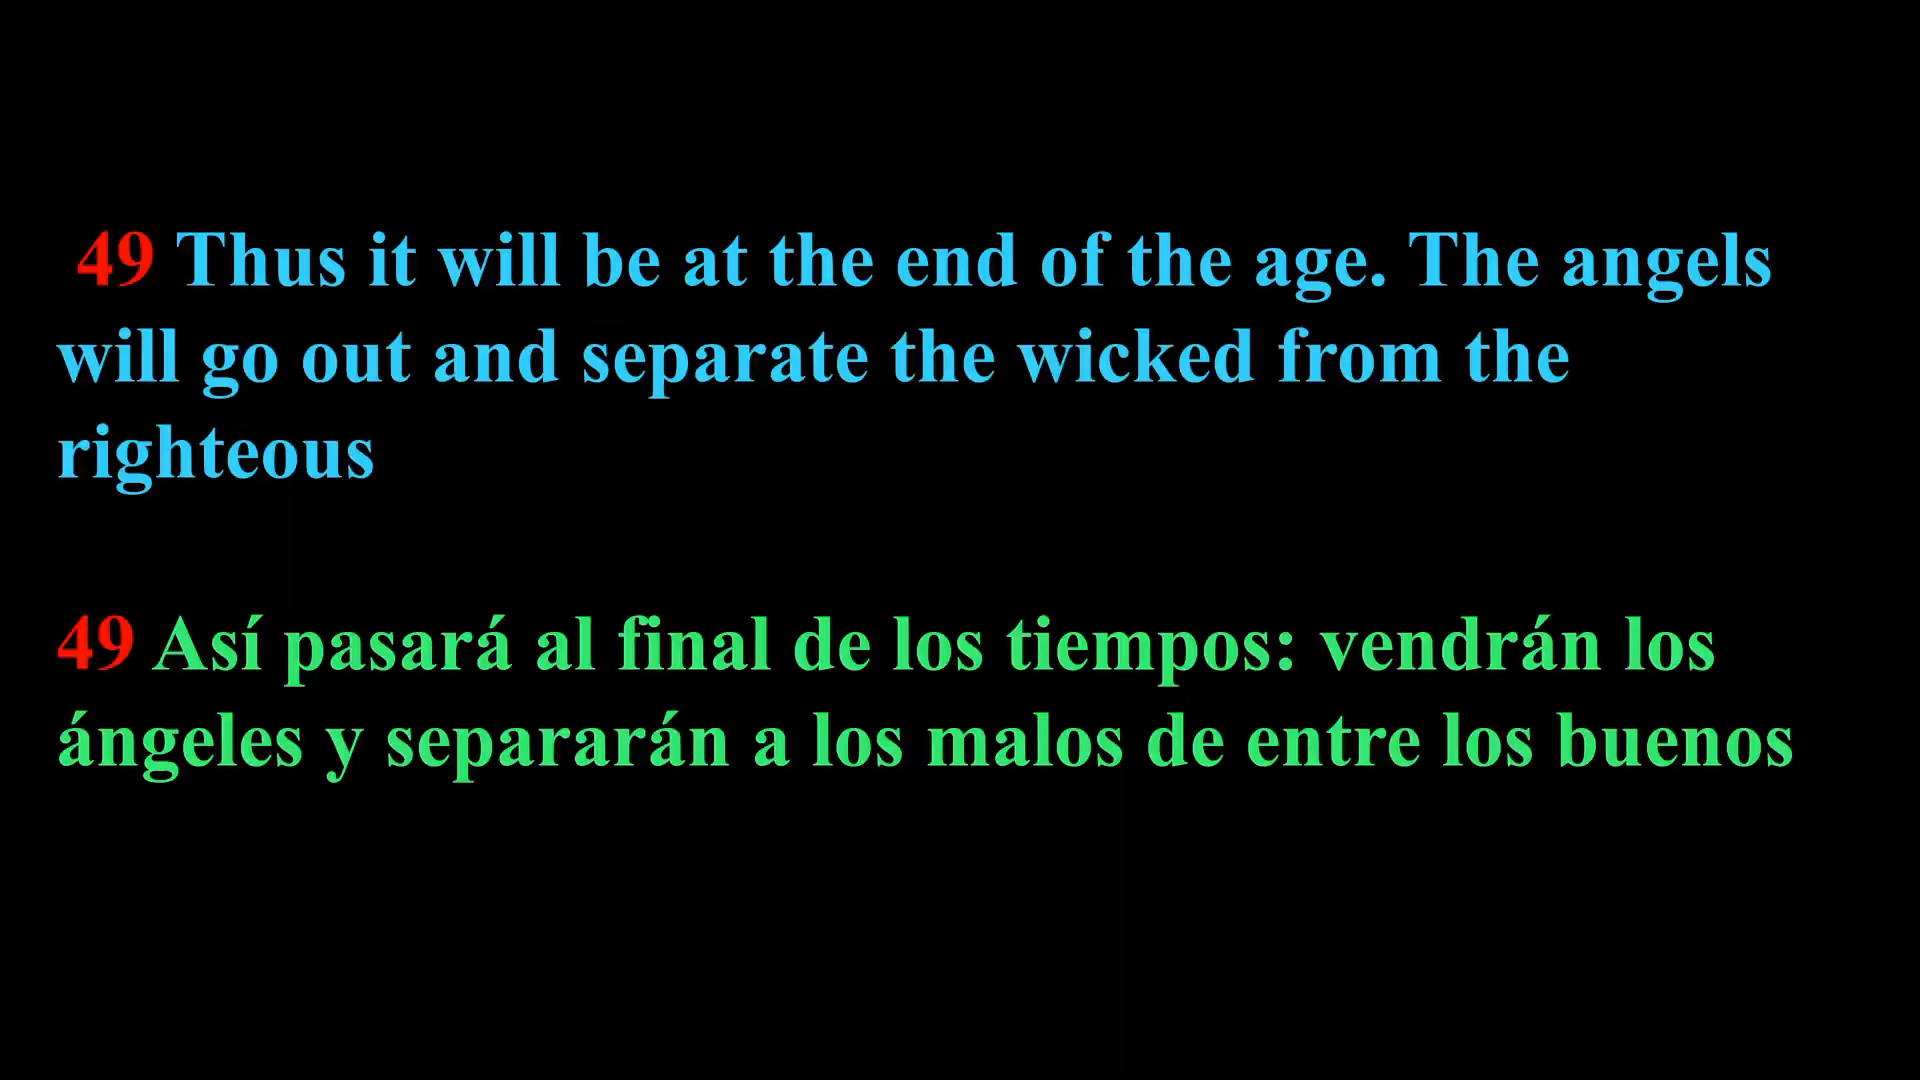 49 Thus it will be at the end of the age. The angels
will go out and separate the wicked from the
righteous
49 Así pasará al final de los tiempos: vendrán los
ángeles y separarán a los malos de entre los buenos